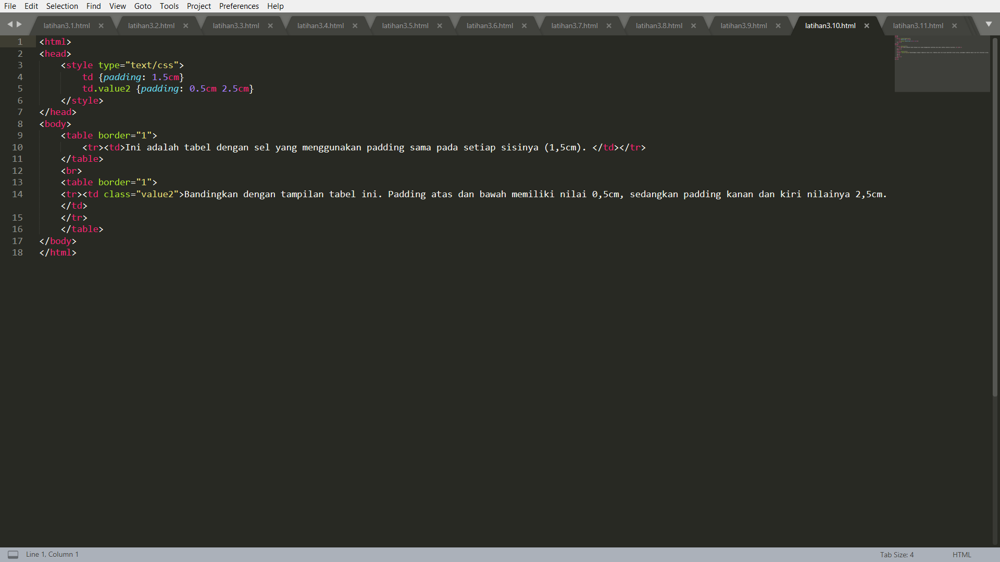 File Edit Selection Find View Goto Tools Project Preferences Help
latihan3.1.html latihan3.2.html latihan3.3.html latihan3.4.html latihan3.5.html latihan3.6.html latihan3.7.html latihan3.8.html latihan3.9.html latihan3.10.html latihan3.11.html
1 <html>
2 <head>
3 <style type="text/css">
4 td {padding: 1.5cm}
5 td.value2 {padding: 0.5cm 2.5cm}
6 </style>
7 </head>
8 <body>
9 <table border="1">
10 <tr><td>Ini adalah tabel dengan sel yang menggunakan padding sama pada setiap sisinya (1,5cm). </td></tr>
11 </table>
12 <br>
13 <table border="1">
14 <tr><td class="value2">Bandingkan dengan tampilan tabel ini. Padding atas dan bawah memiliki nilai 0,5cm, sedangkan padding kanan dan kiri nilainya 2,5cm.
</td>
15 </tr>
16 </table>
17 </body>
18 </html>
Line 1, Column 1 Tab Size: 4 HTML